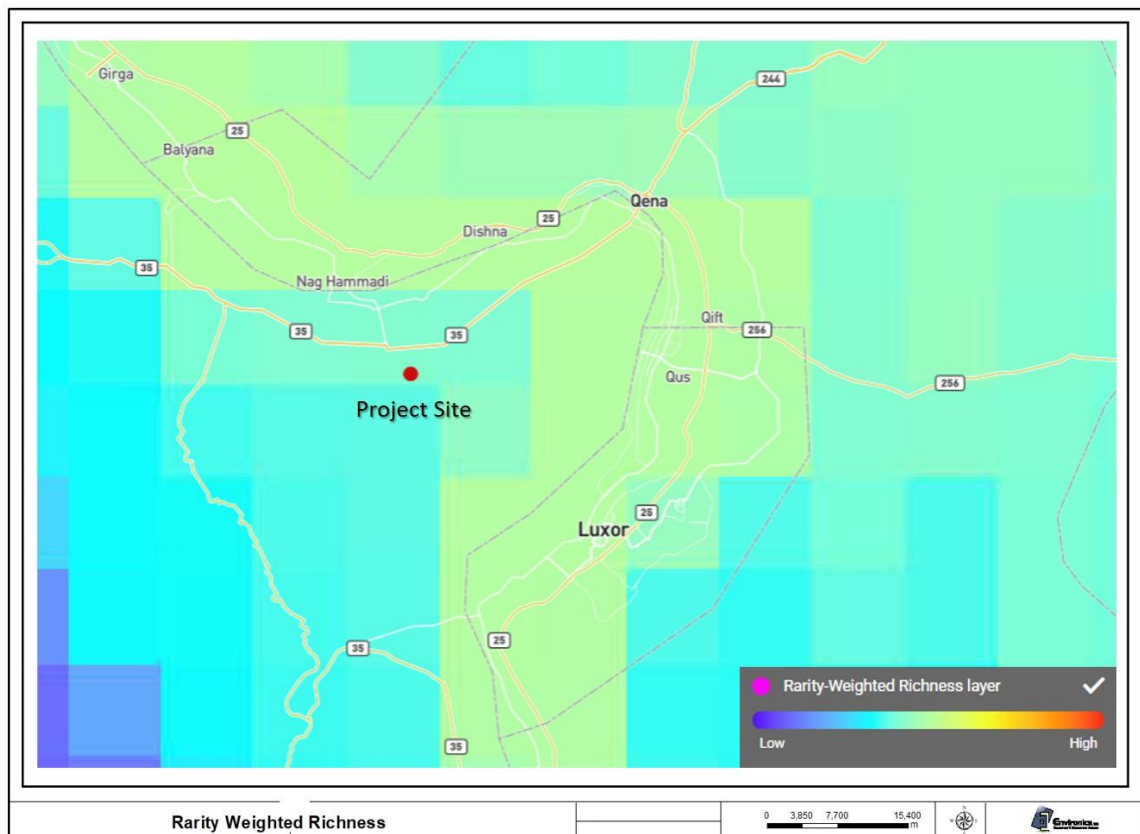 Girga
244
25
Balyana
Qena
25
Dishna
35
Nag Hammadi
35
35
Qift
256
Qus
256
Project Site
25
Luxor
25
35
35
Rarity-Weighted Richness layer
Low High
Rarity Weighted Richness
0 3,850 7,700 15,400
m
Environics